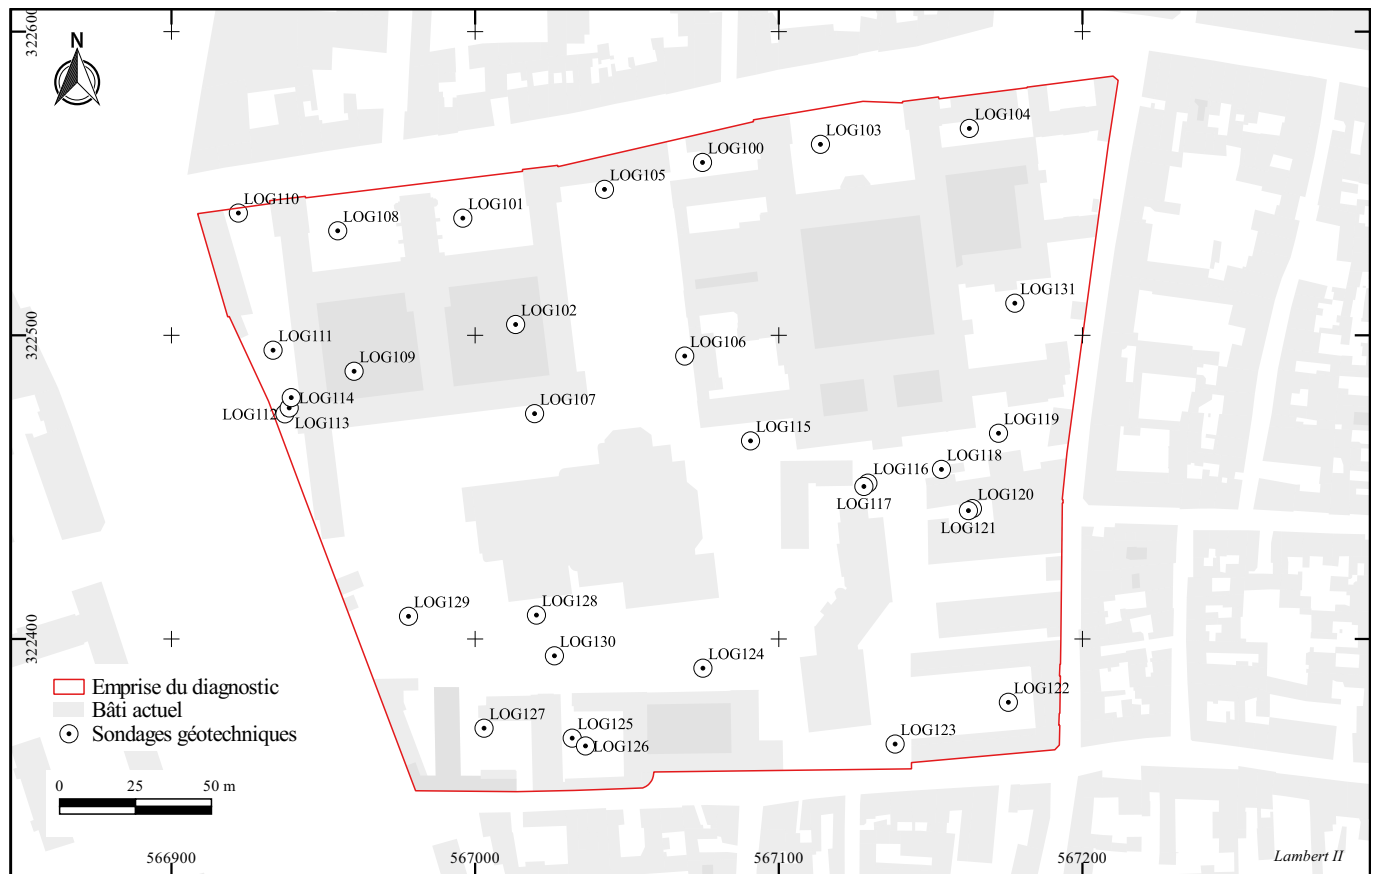 322600
N
LOG104
LOG103
LOG100
LOG105
LOG110
LOG101
LOG108
LOG131
LOG102
322500
LOG111
LOG106
LOG109
LOG114
LOG107
LOG112
LOG113
LOG119
LOG115
LOG118
LOG116
LOG117
LOG120
LOG121
LOG129
LOG128
322400
LOG130
LOG124
Emprise du diagnostic
LOG122
Bâti actuel
LOG127
LOG125
Sondages géotechniques
LOG126
LOG123
0 25 50 m
566900 567000 567100 567200
Lambert II